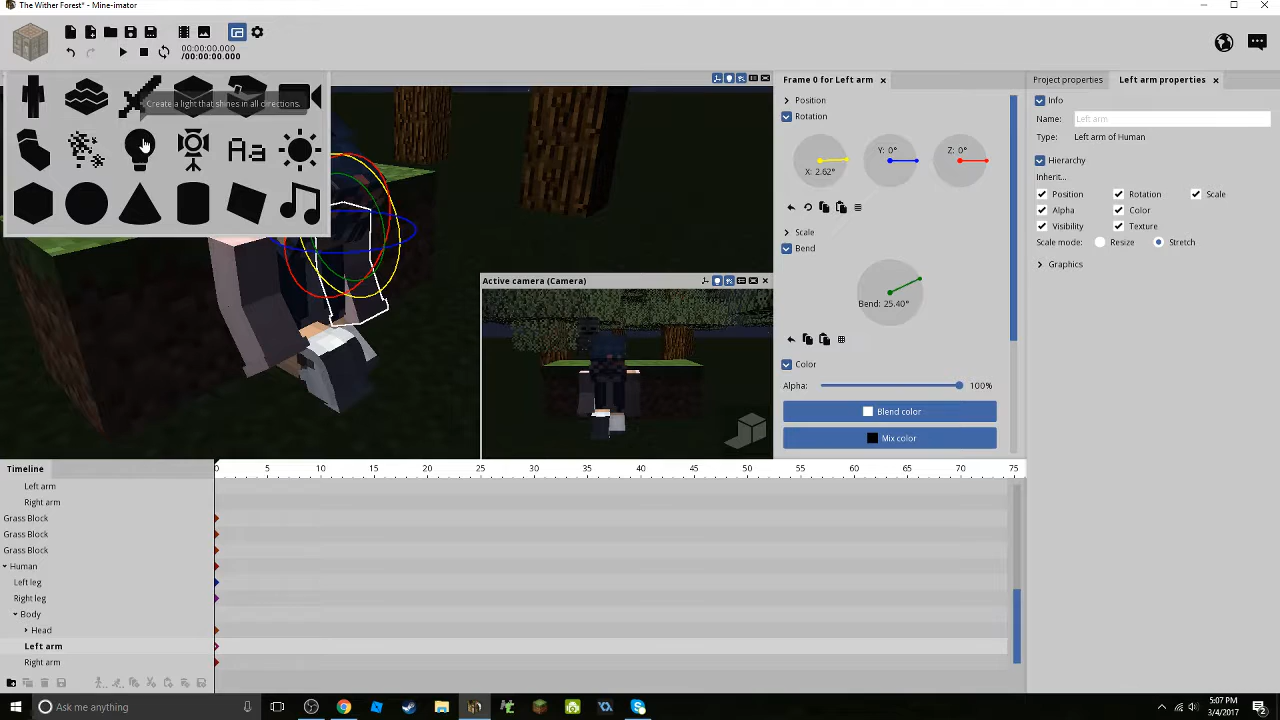 The Wither Forest* - Mine-imator
00:00:00.000
/00:00:00.000
Create a light that shines in all directions.
Aa
Active camera (Camera)
Frame 0 for Left arm
Position
Rotation
X: 2.62°
Y: 0°
Z: 0°
Scale
Bend
Bend: 25.40°
Color
Alpha:
100%
Blend color
Mix color
Project properties
Left arm properties
Info
Name: Left arm
Type: Left arm of Human
Hierarchy
Inherit...
Position Rotation Scale
Alpha Color
Visibility Texture
Scale mode: Resize Stretch
Graphics
Timeline
0 5 10 15 20 25 30 35 40 45 50 55 60 65 70 75
Left arm
Right arm
Grass Block
Grass Block
Grass Block
Human
Left leg
Right leg
Body
Head
Left arm
Right arm
Ask me anything
5:07 PM
3/4/2017
2